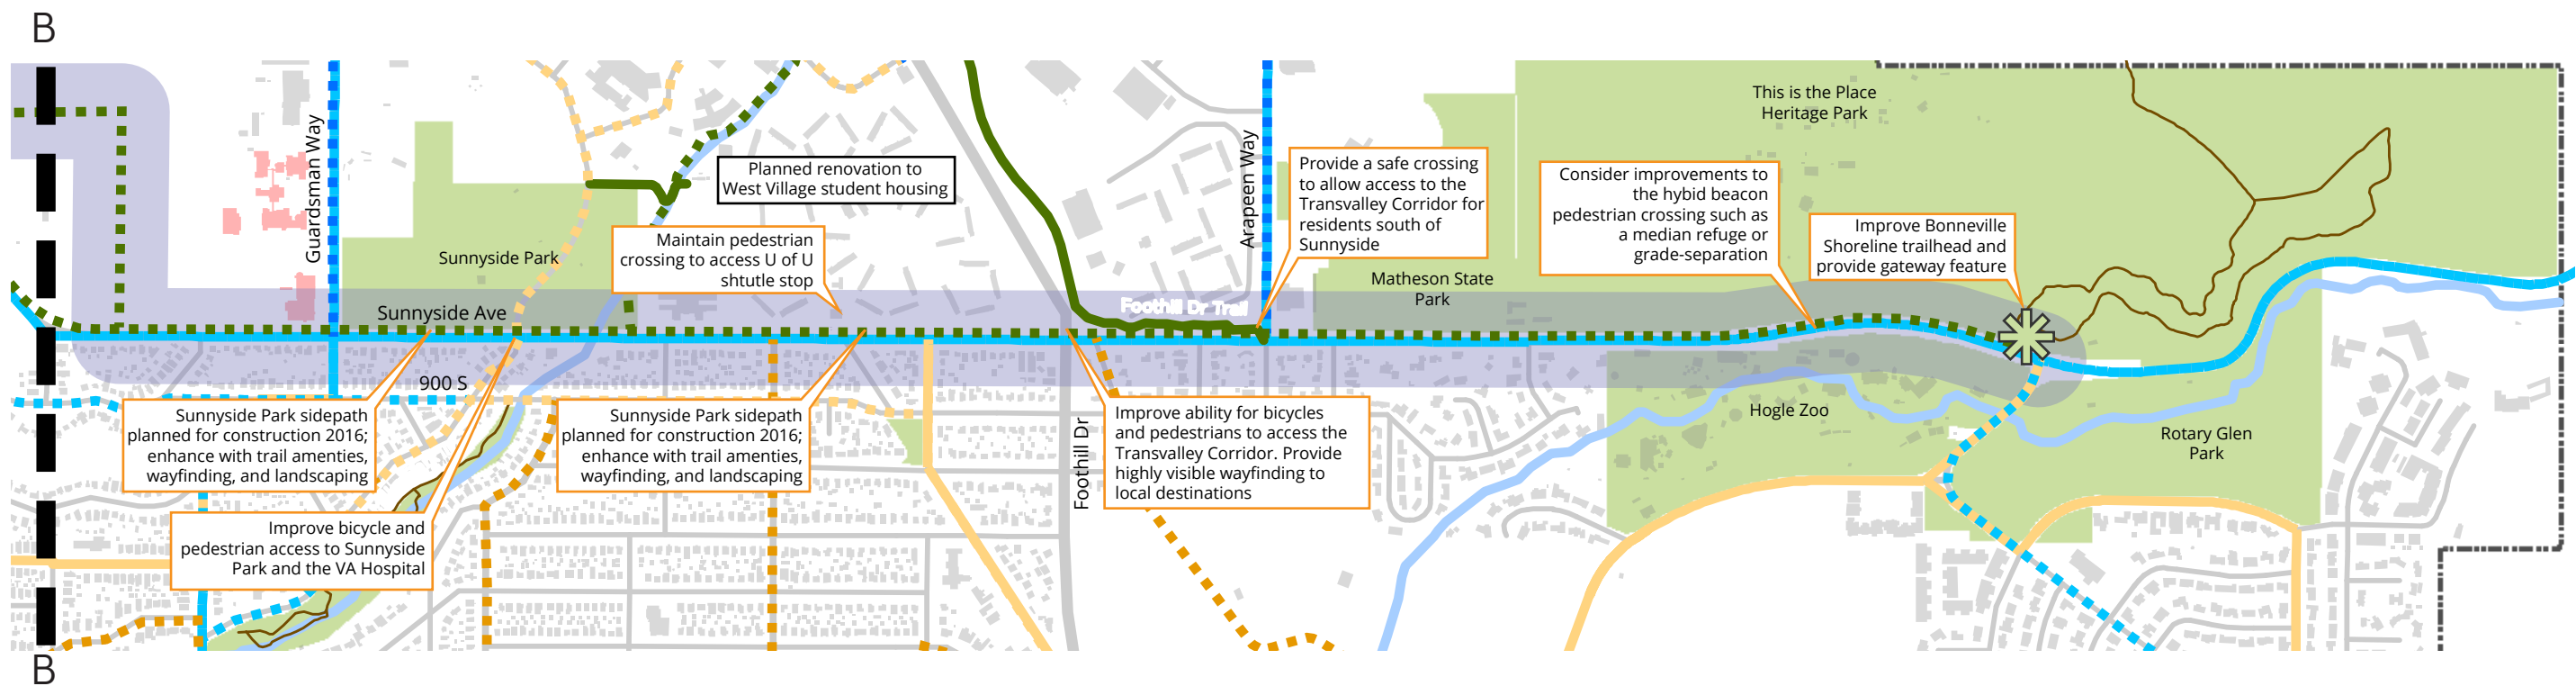 B
Guardsman Way
Sunnyside Park
Sunnyside Ave
900 S
Planned renovation to
West Village student housing
Maintain pedestrian
crossing to access U of U
shtutle stop
Foothill Dr Trail
Arapeen Way
Provide a safe crossing
to allow access to the
Transvalley Corridor for
residents south of
Sunnyside
Matheson State
Park
Consider improvements to
the hybid beacon
pedestrian crossing such as
a median refuge or
grade-separation
This is the Place
Heritage Park
Improve Bonneville
Shoreline trailhead and
provide gateway feature
Sunnyside Park sidepath
planned for construction 2016;
enhance with trail amenties,
wayfinding, and landscaping
Improve bicycle and
pedestrian access to Sunnyside
Park and the VA Hospital
Sunnyside Park sidepath
planned for construction 2016;
enhance with trail amenties,
wayfinding, and landscaping
Foothill Dr
Improve ability for bicycles
and pedestrians to access the
Transvalley Corridor. Provide
highly visible wayfinding to
local destinations
Hogle Zoo
Rotary Glen
Park
B